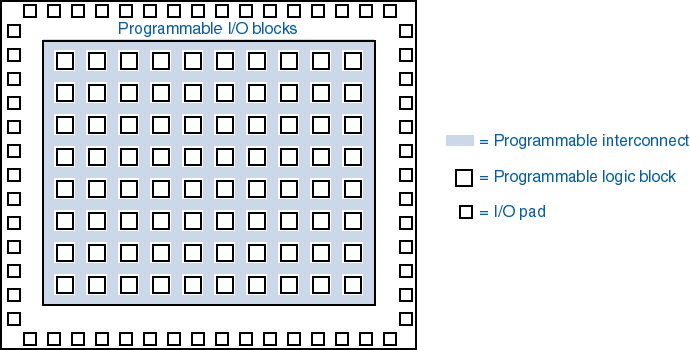 Programmable I/O blocks
= Programmable interconnect
= Programmable logic block
= I/O pad